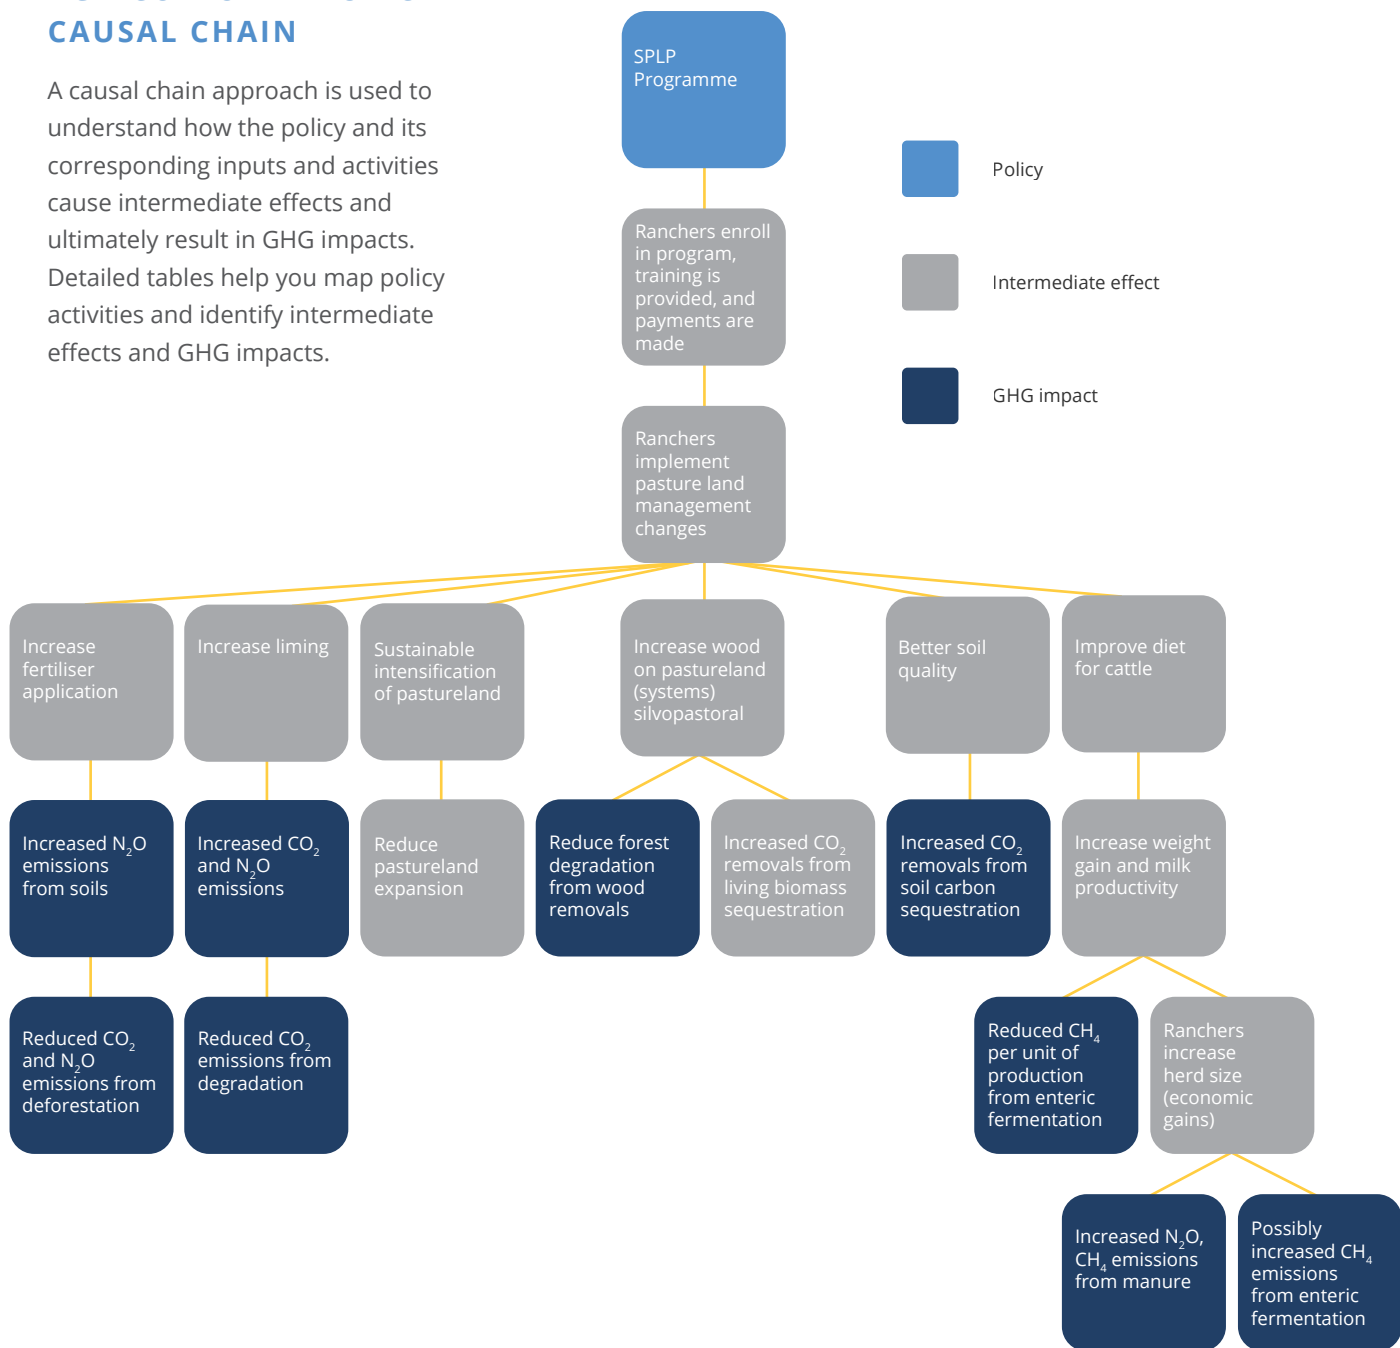 CAUSAL CHAIN
A causal chain approach is used to
understand how the policy and its
corresponding inputs and activities
cause intermediate effects and
ultimately result in GHG impacts.
Detailed tables help you map policy
activities and identify intermediate
effects and GHG impacts.
SPLP
Programme
Policy
Intermediate effect
GHG impact
Ranchers enroll
in program,
training is
provided, and
payments are
made
Ranchers
implement
pasture land
management
changes
Increase
fertiliser
application
Increase liming
Sustainable
intensification
of pastureland
Increase wood
on pastureland
(systems)
silvopastoral
Better soil
quality
Improve diet
for cattle
Increased N₂O
emissions
from soils
Increased CO₂
and N₂O
emissions
Reduce
pastureland
expansion
Reduce forest
degradation
from wood
removals
Increased CO₂
removals from
living biomass
sequestration
Increased CO₂
removals from
soil carbon
sequestration
Increase weight
gain and milk
productivity
Reduced CO₂
and N₂O
emissions from
deforestation
Reduced CO₂
emissions from
degradation
Reduced CH₄
per unit of
production
from enteric
fermentation
Ranchers
increase
herd size
(economic
gains)
Increased N₂O,
CH₄ emissions
from manure
Possibly
increased CH₄
emissions
from enteric
fermentation